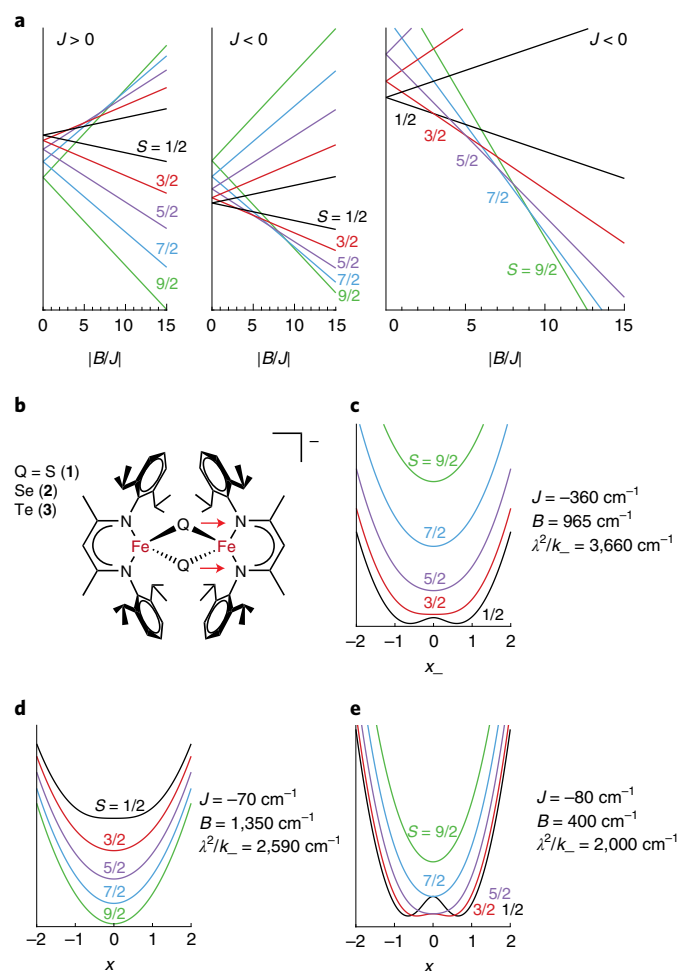 a
J > 0
J < 0
J < 0
S = 1/2
3/2
5/2
7/2
9/2
S = 1/2
3/2
5/2
7/2
9/2
1/2
3/2
5/2
7/2
S = 9/2
0 5 10 15
0 5 10 15
0 5 10 15
|B/J|
|B/J|
|B/J|
b
Q = S (1)
Se (2)
Te (3)
–
N
N
Q
Fe
Fe
Q
N
N
c
S = 9/2
7/2
5/2
3/2
1/2
−2 −1 0 1 2
x_
J = −360 cm−1
B = 965 cm−1
λ2/k_ = 3,660 cm−1
d
S = 1/2
3/2
5/2
7/2
9/2
−2 −1 0 1 2
x
J = −70 cm−1
B = 1,350 cm−1
λ2/k_ = 2,590 cm−1
e
S = 9/2
7/2
5/2
3/2 1/2
−2 −1 0 1 2
x
J = −80 cm−1
B = 400 cm−1
λ2/k_ = 2,000 cm−1